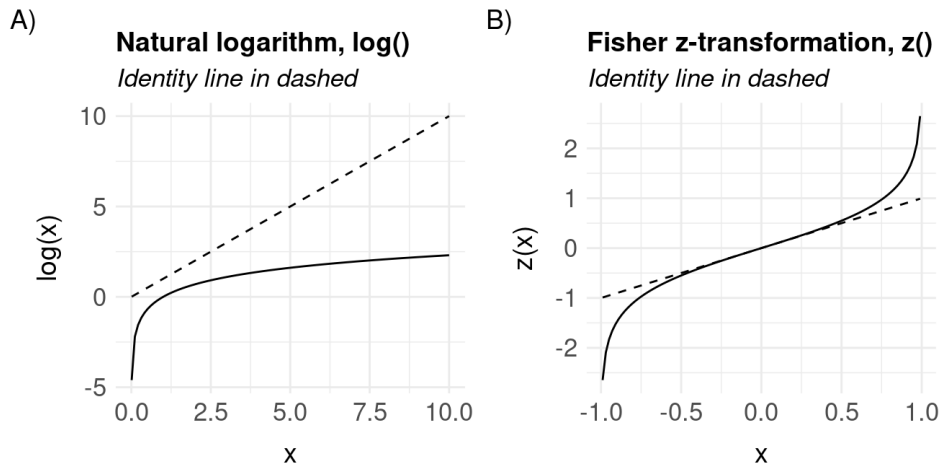 A)
Natural logarithm, log()
Identity line in dashed
10
5
0
-5
log(x)
0.0 2.5 5.0 7.5 10.0
x
B)
Fisher z-transformation, z()
Identity line in dashed
2
1
0
-1
-2
z(x)
-1.0 -0.5 0.0 0.5 1.0
x